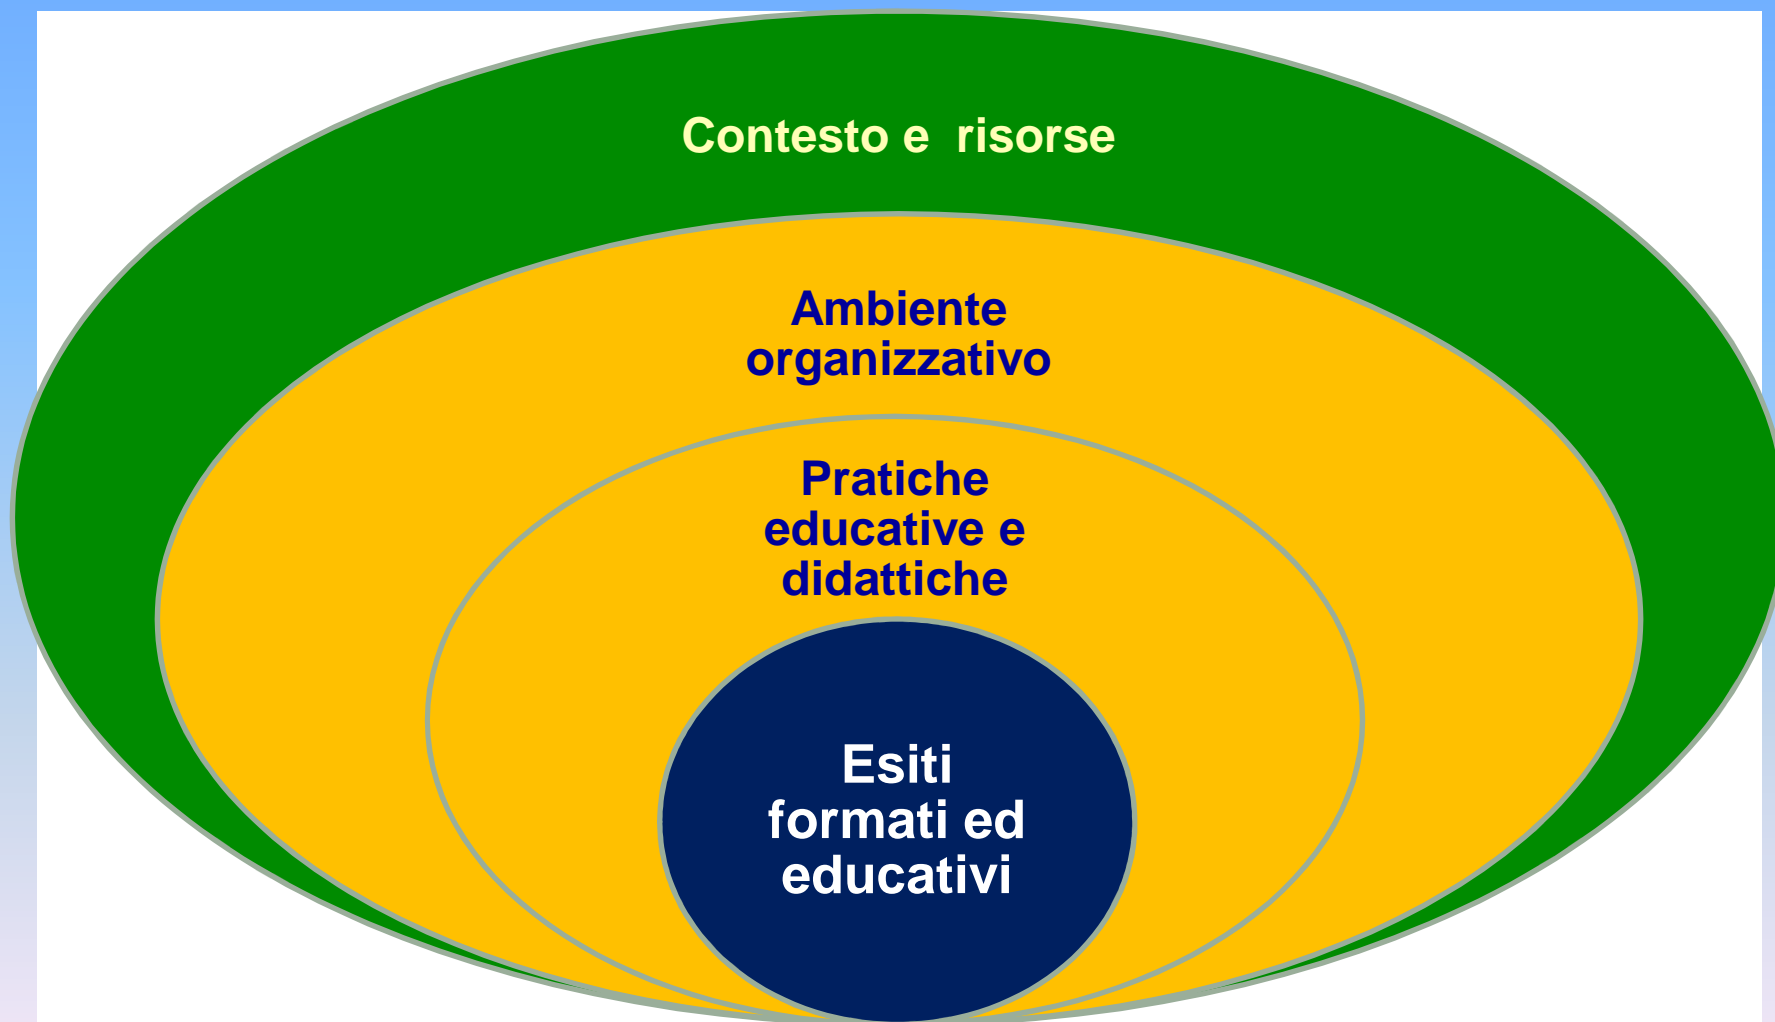 Contesto e  risorse
Ambiente
organizzativo
Pratiche
educative e
didattiche
Esiti
formati ed
educativi